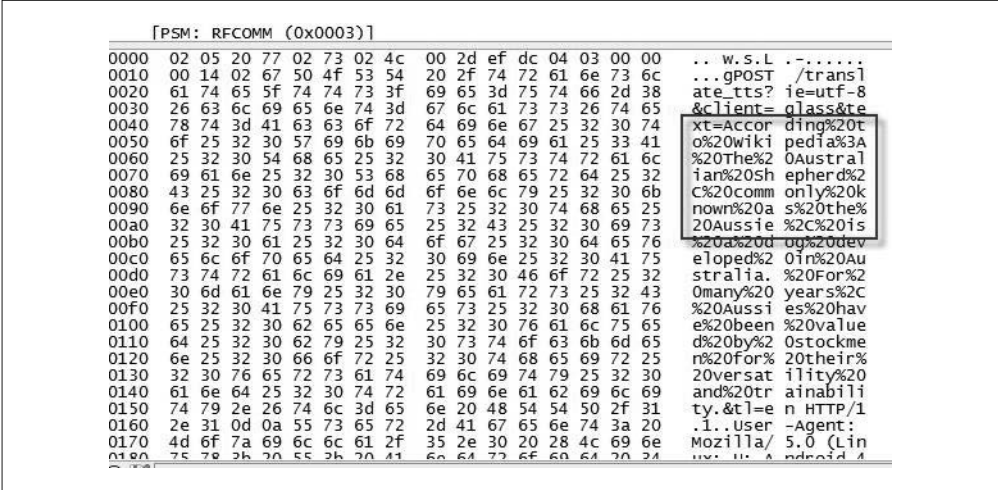 [PSM: RFCOMM (0x0003)]
0000 02 05 20 77 02 73 02 4c 00 2d ef dc 04 03 00 00 .. w.s.L .-......
0010 00 14 02 67 50 4f 53 54 20 2f 74 72 61 6e 73 6c ...gPOST /transl
0020 61 74 65 5f 74 74 73 3f 69 65 3d 75 74 66 2d 38 ate_tts? ie=utf-8
0030 26 63 6c 69 65 6e 74 3d 67 6c 61 73 73 26 74 65 &client= glass&te
0040 78 74 3d 41 63 63 6f 72 64 69 6e 67 25 32 30 74 xt=Accor ding%20t
0050 6f 25 32 30 57 69 6b 69 70 65 64 69 61 25 33 41 o%20Wiki pedia%3A
0060 25 32 30 54 68 65 25 32 30 41 75 73 74 72 61 6c %20The%2 0Austral
0070 69 61 6e 25 32 30 53 68 65 70 68 65 72 64 25 32 ian%20Sh epherd%2
0080 43 25 32 30 63 6f 6d 6d 6f 6e 6c 79 25 32 30 6b C%20comm only%20k
0090 6e 6f 77 6e 25 32 30 61 73 25 32 30 74 68 65 25 nown%20a s%20the%
00a0 32 30 41 75 73 73 69 65 25 32 43 25 32 30 69 73 20Aussie %2C%20is
00b0 25 32 30 61 25 32 30 64 6f 67 25 32 30 64 65 76 %20a%20d og%20dev
00c0 65 6c 6f 70 65 64 25 32 30 69 6e 25 32 30 41 75 eloped%2 0in%20Au
00d0 73 74 72 61 6c 69 61 2e 25 32 30 46 6f 72 25 32 stralia. %20For%2
00e0 30 6d 61 6e 79 25 32 30 79 65 61 72 73 25 32 43 0many%20 years%2C
00f0 25 32 30 41 75 73 73 69 65 73 25 32 30 68 61 76 %20Aussi es%20hav
0100 65 25 32 30 62 65 65 6e 25 32 30 76 61 6c 75 65 e%20been %20value
0110 64 25 32 30 62 79 25 32 30 73 74 6f 63 6b 6d 65 d%20by%2 0stockme
0120 6e 25 32 30 66 6f 72 25 32 30 74 68 65 69 72 25 n%20for% 20their%
0130 32 30 76 65 72 73 61 74 69 6c 69 74 79 25 32 30 20versat ility%20
0140 61 6e 64 25 32 30 74 72 61 69 6e 61 62 69 6c 69 and%20tr ainabili
0150 74 79 2e 26 74 6c 3d 65 6e 20 48 54 54 50 2f 31 ty.&tl=e n HTTP/1
0160 2e 31 0d 0a 55 73 65 72 2d 41 67 65 6e 74 3a 20 .1..User -Agent:
0170 4d 6f 7a 69 6c 6c 61 2f 35 2e 30 20 28 4c 69 6e Mozilla/ 5.0 (Lin
0180 75 78 3b 20 55 3b 20 41 6e 64 72 6f 69 64 20 34 ux; U; A ndroid 4